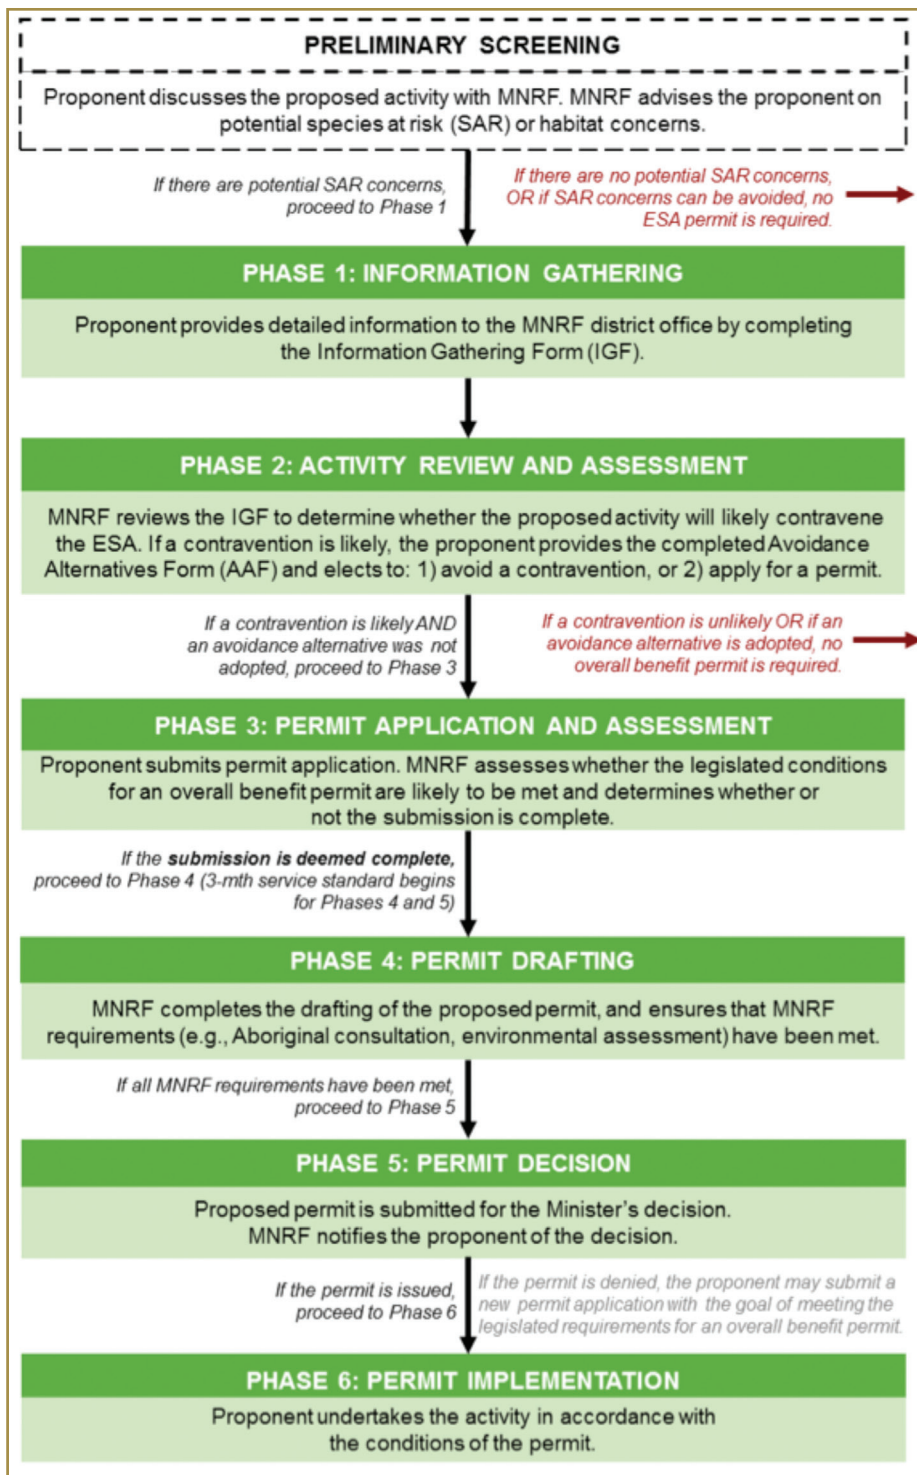 PRELIMINARY SCREENING
Proponent discusses the proposed activity with MNRF. MNRF advises the proponent on
potential species at risk (SAR) or habitat concerns.
If there are potential SAR concerns,
proceed to Phase 1
If there are no potential SAR concerns,
OR if SAR concerns can be avoided, no
ESA permit is required.
PHASE 1: INFORMATION GATHERING
Proponent provides detailed information to the MNRF district office by completing
the Information Gathering Form (IGF).
PHASE 2: ACTIVITY REVIEW AND ASSESSMENT
MNRF reviews the IGF to determine whether the proposed activity will likely contravene
the ESA. If a contravention is likely, the proponent provides the completed Avoidance
Alternatives Form (AAF) and elects to: 1) avoid a contravention, or 2) apply for a permit.
If a contravention is likely AND
an avoidance alternative was not
adopted, proceed to Phase 3
If a contravention is unlikely OR if an
avoidance alternative is adopted, no
overall benefit permit is required.
PHASE 3: PERMIT APPLICATION AND ASSESSMENT
Proponent submits permit application. MNRF assesses whether the legislated conditions
for an overall benefit permit are likely to be met and determines whether or
not the submission is complete.
If the submission is deemed complete,
proceed to Phase 4 (3-mth service standard begins
for Phases 4 and 5)
PHASE 4: PERMIT DRAFTING
MNRF completes the drafting of the proposed permit, and ensures that MNRF
requirements (e.g., Aboriginal consultation, environmental assessment) have been met.
If all MNRF requirements have been met,
proceed to Phase 5
PHASE 5: PERMIT DECISION
Proposed permit is submitted for the Minister's decision.
MNRF notifies the proponent of the decision.
If the permit is issued,
proceed to Phase 6
If the permit is denied, the proponent may submit a
new permit application with the goal of meeting the
legislated requirements for an overall benefit permit.
PHASE 6: PERMIT IMPLEMENTATION
Proponent undertakes the activity in accordance with
the conditions of the permit.